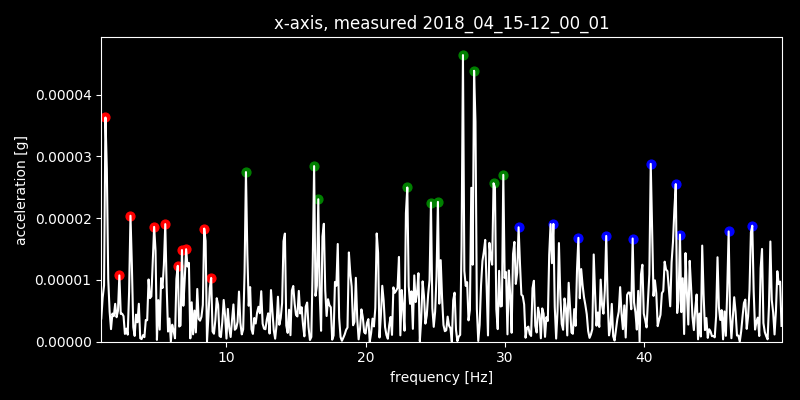 x-axis, measured 2018_04_15-12_00_01
acceleration [g]
0.00004
0.00003
0.00002
0.00001
0.00000
10 20 30 40
frequency [Hz]